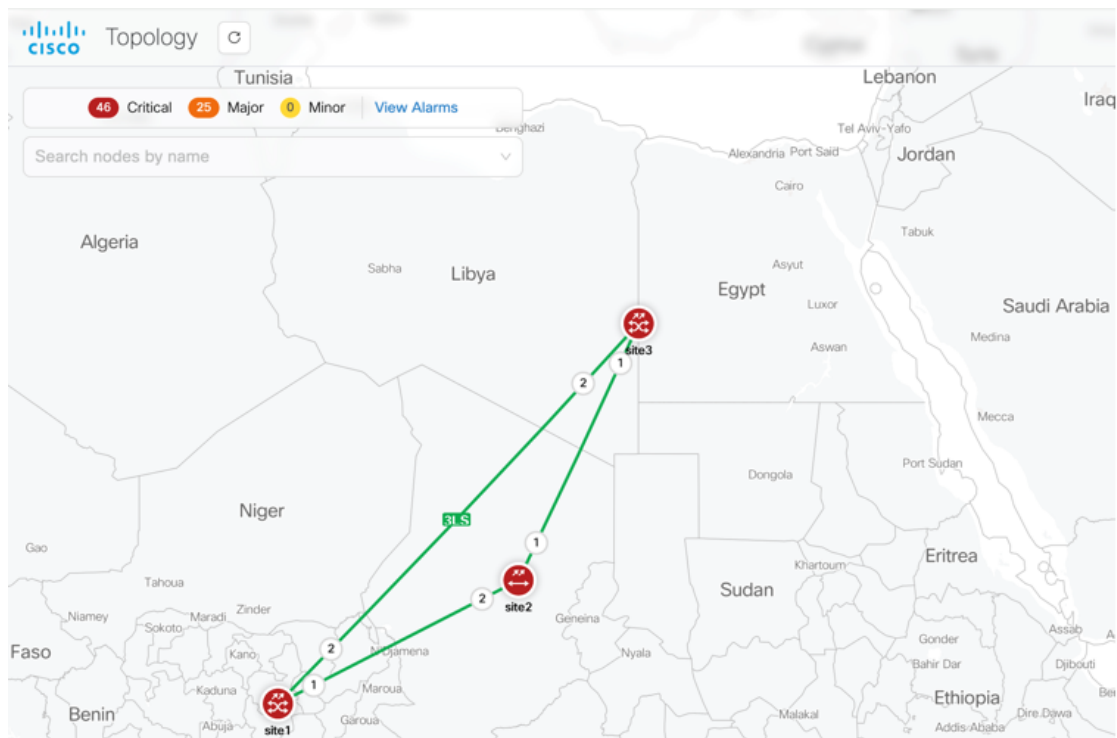 CISCO Topology
Tunisia
Lebanon
46 Critical 25 Major 0 Minor View Alarms
Iraq
Benghazi
Tel Aviv-Yafo
Search nodes by name
Alexandria Port Said
Jordan
Cairo
Tabuk
Algeria
Sabha
Libya
Asyut
Egypt
Luxor
Saudi Arabia
Medina
site3
Aswan
1
2
Mecca
Port Sudan
Dongola
Niger
3LS
Gao
1
Eritrea
Khartoum
Tahoua
Sudan
2
site2
Zinder
Niamey
Maradi
Sokoto
Geneina
Assab
Faso
2
Kano
N'Djamena
Nyala
Gonder
Bahir Dar
Djibouti
1
Kaduna
Maroua
Ethiopia
Benin
Abuja
site1
Garoua
Malakal
Dire Dawa
Addis Ababa